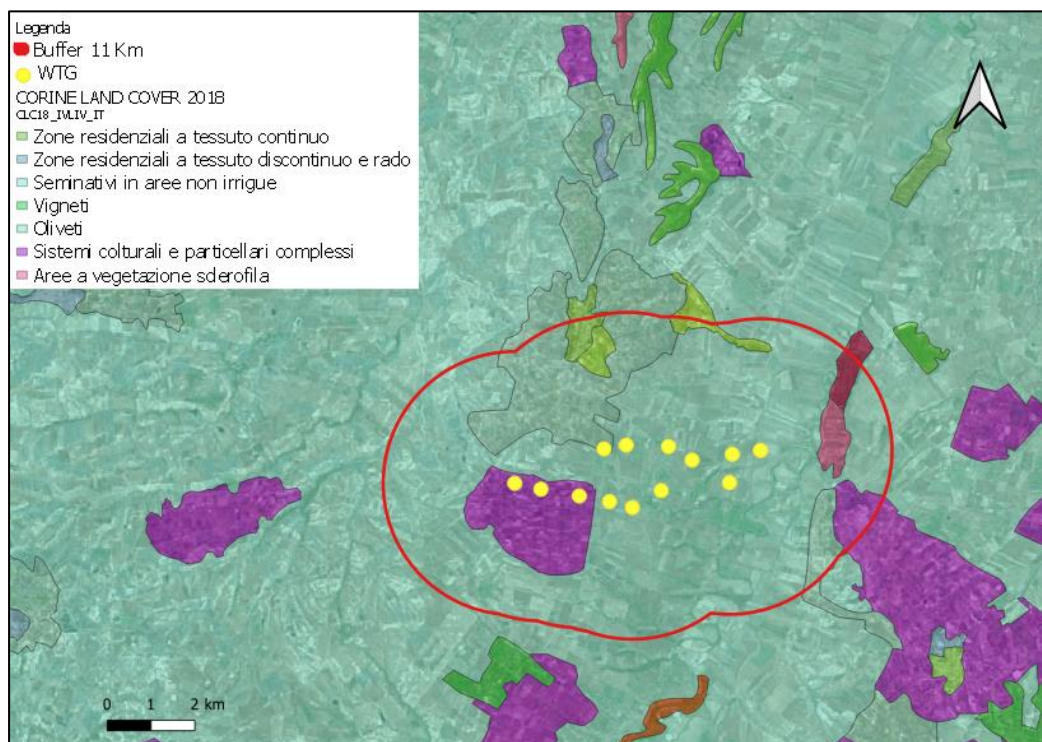 Legenda
Buffer 11 Km
WTG
CORINE LAND COVER 2018
CLC18_IVLIV_IT
Zone residenziali a tessuto continuo
Zone residenziali a tessuto discontinuo e rado
Seminativi in aree non irrigue
Vigneti
Oliveti
Sistemi colturali e particellari complessi
Aree a vegetazione sclerofila
0 1 2 km